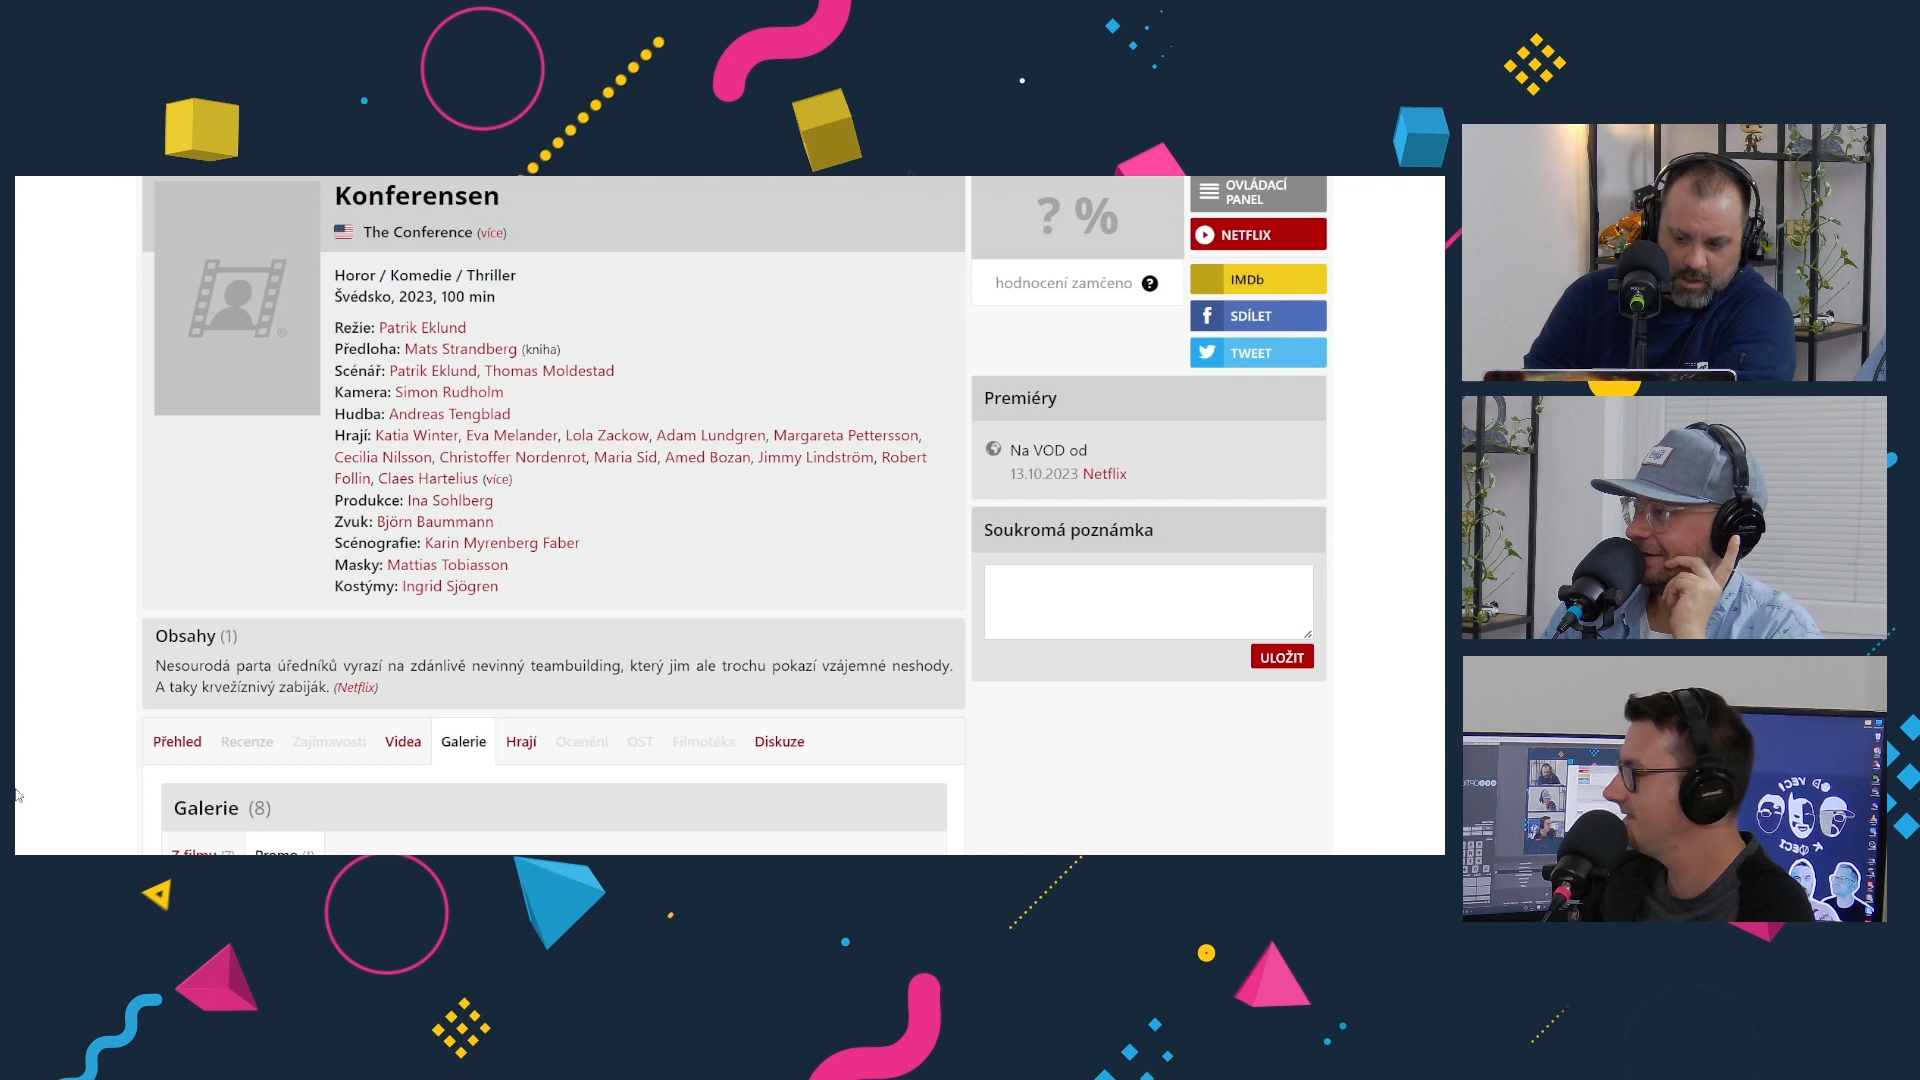 Konferensen
The Conference (více)
Horor / Komedie / Thriller
Švédsko, 2023, 100 min
Režie: Patrik Eklund
Předloha: Mats Strandberg (kniha)
Scénář: Patrik Eklund, Thomas Moldestad
Kamera: Simon Rudholm
Hudba: Andreas Tengblad
Hrají: Katia Winter, Eva Melander, Lola Zackow, Adam Lundgren, Margareta Pettersson,
Cecilia Nilsson, Christoffer Nordenrot, Maria Sid, Amed Bozan, Jimmy Lindström, Robert
Follin, Claes Hartelius (více)
Produkce: Ina Sohlberg
Zvuk: Björn Baummann
Scénografie: Karin Myrenberg Faber
Masky: Mattias Tobiasson
Kostýmy: Ingrid Sjögren
Obsahy (1)
Nesourodá parta úředníků vyrazí na zdánlivě nevinný teambuilding, který jim ale trochu pokazí vzájemné neshody.
A taky krvežíznivý zabiják. (Netflix)
Přehled Recenze Zajímavosti Videa Galerie Hrají Ocenění OST Filmotéka Diskuze
Galerie (8)
Z filmu (7) Promo (1)
? %
hodnocení zamčeno ?
OVLÁDACÍ
PANEL
NETFLIX
IMDb
SDÍLET
TWEET
Premiéry
Na VOD od
13.10.2023 Netflix
Soukromá poznámka
ULOŽIT